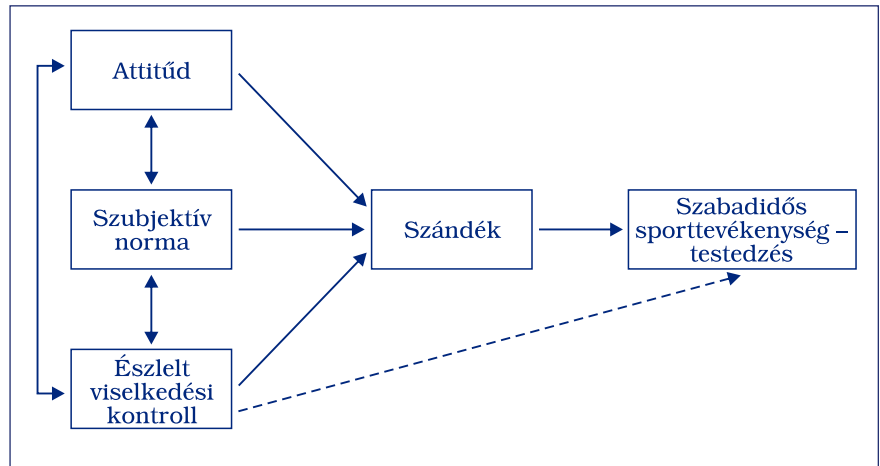 Attitűd
Szubjektív
norma
Észlelt
viselkedési
kontroll
Szándék
Szabadidős
sporttevékenység –
testedzés